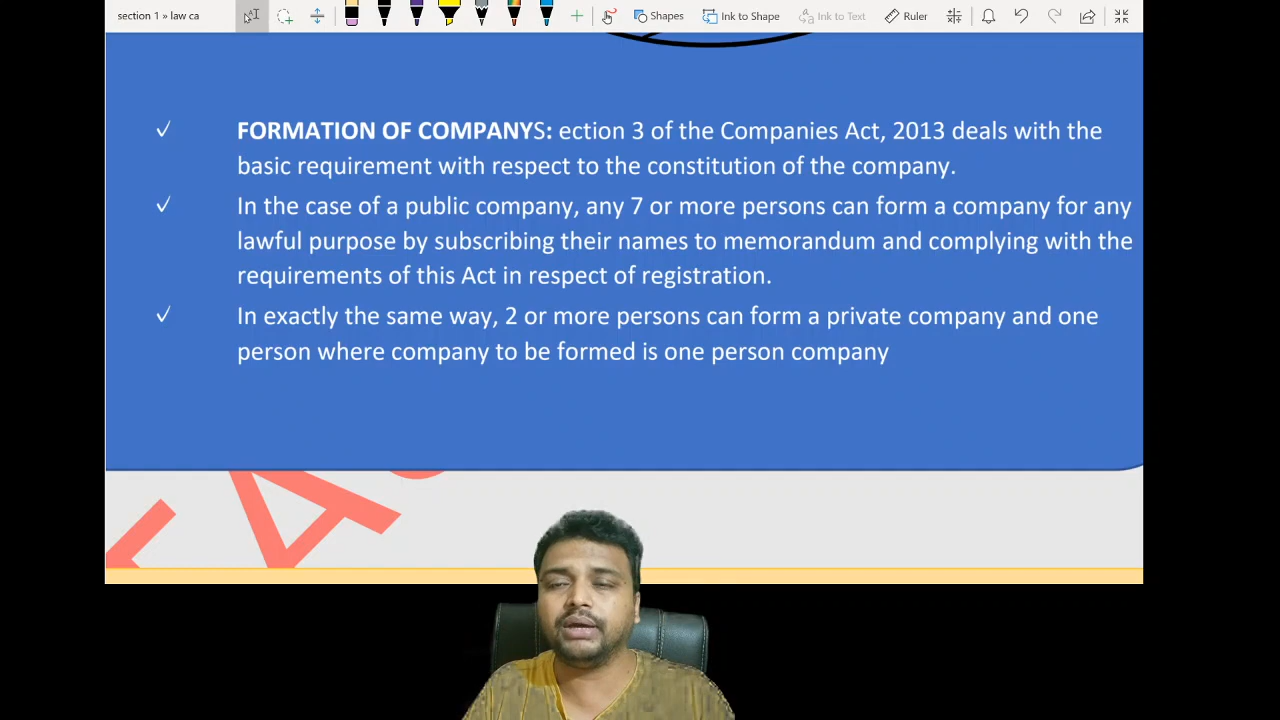 section 1 » law ca
Shapes
Ink to Shape
Ink to Text
Ruler
✓ FORMATION OF COMPANYS: ection 3 of the Companies Act, 2013 deals with the
basic requirement with respect to the constitution of the company.
✓ In the case of a public company, any 7 or more persons can form a company for any
lawful purpose by subscribing their names to memorandum and complying with the
requirements of this Act in respect of registration.
✓ In exactly the same way, 2 or more persons can form a private company and one
person where company to be formed is one person company